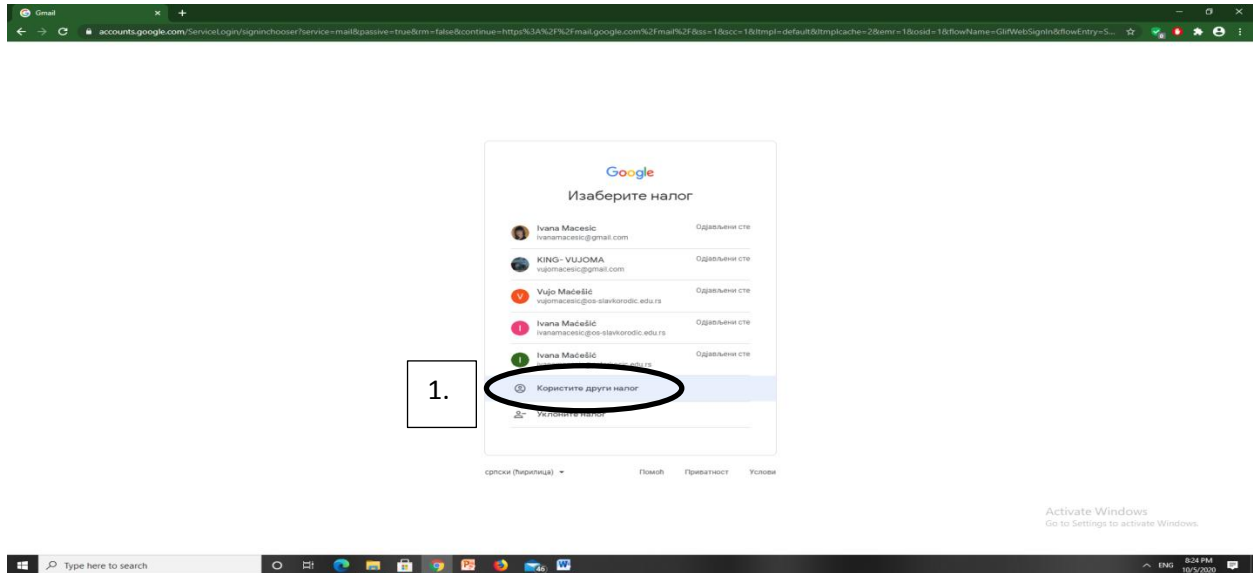 Gmail
accounts.google.com/ServiceLogin/signinchooser?service=mail&passive=true&rm=false&continue=https%3A%2F%2Fmail.google.com%2Fmail%2F&ss=1&scc=1&ltmpl=default&ltmplcache=2&emr=1&osid=1&flowName=GlifWebSignIn&flowEntry=S...
Google
Изаберите налог
Ivana Macesic Одјављени сте
ivanamacesic@gmail.com
KING- VUJOMA Одјављени сте
vujomacesic@gmail.com
Vujo Maćešić Одјављени сте
vujomacesic@os-slavkorodic.edu.rs
Ivana Maćešić Одјављени сте
ivanamacesic@os-slavkorodic.edu.rs
Ivana Maćešić Одјављени сте
1.
Користите други налог
Уклоните налог
српски (ћирилица) Помоћ Приватност Услови
Activate Windows
Go to Settings to activate Windows.
Type here to search
46
ENG
8:24 PM
10/5/2020